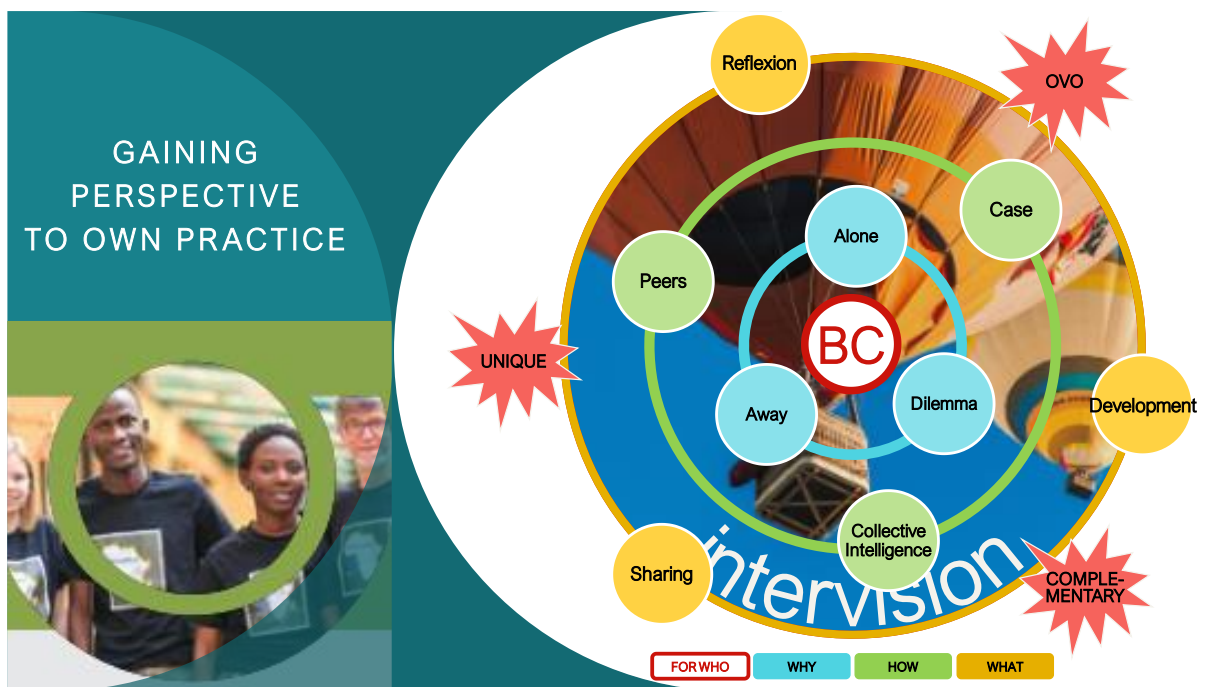 GAINING
PERSPECTIVE
TO OWN PRACTICE
Reflexion
OVO
Case
Alone
Peers
BC
UNIQUE
Away
Dilemma
Development
Collective
Intelligence
Sharing
intervision
COMPLE-
MENTARY
FOR WHO
WHY
HOW
WHAT